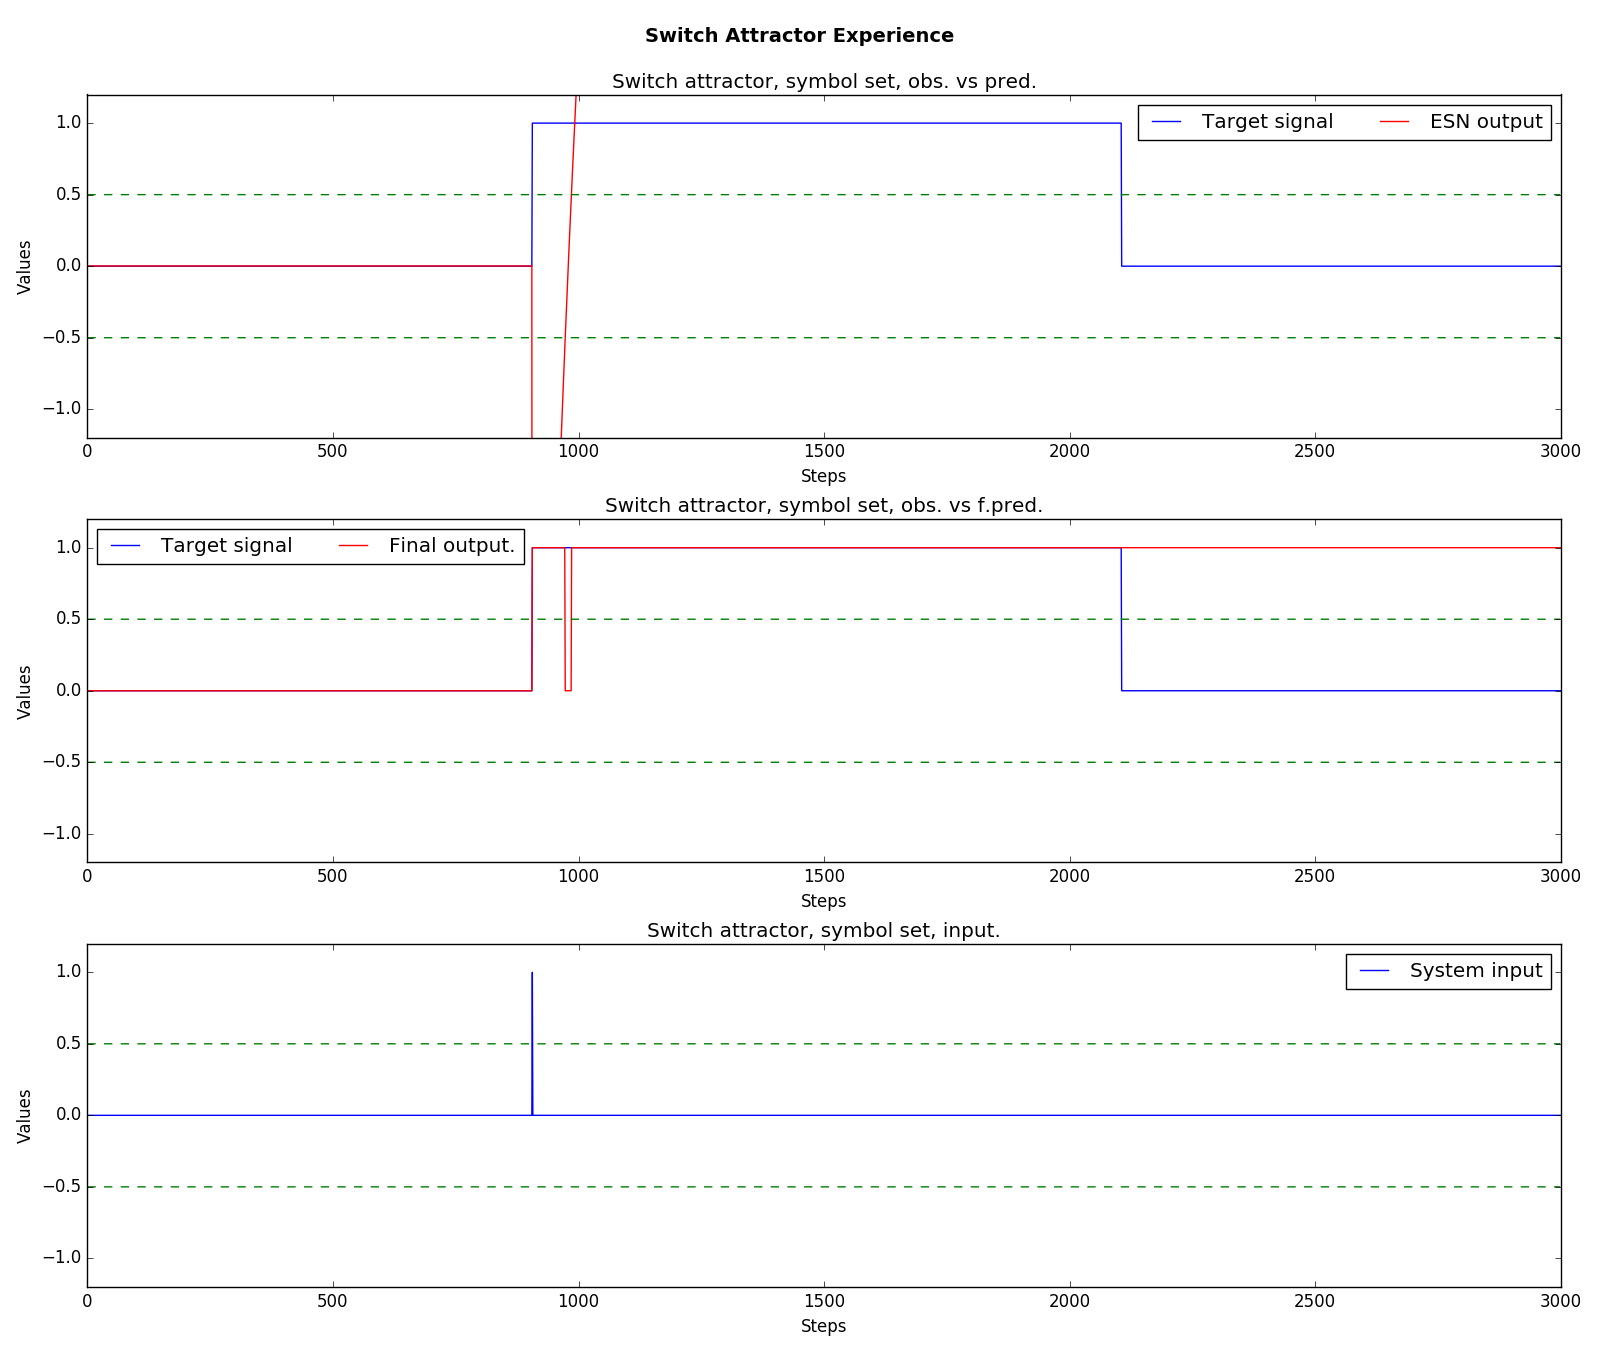 Switch Attractor Experience
Switch attractor, symbol set, obs. vs pred.
Target signal ESN output
1.0
0.5
0.0
−0.5
−1.0
Values
0 500 1000 1500 2000 2500 3000
Steps
Switch attractor, symbol set, obs. vs f.pred.
Target signal Final output.
1.0
0.5
0.0
−0.5
−1.0
Values
0 500 1000 1500 2000 2500 3000
Steps
Switch attractor, symbol set, input.
System input
1.0
0.5
0.0
−0.5
−1.0
Values
0 500 1000 1500 2000 2500 3000
Steps